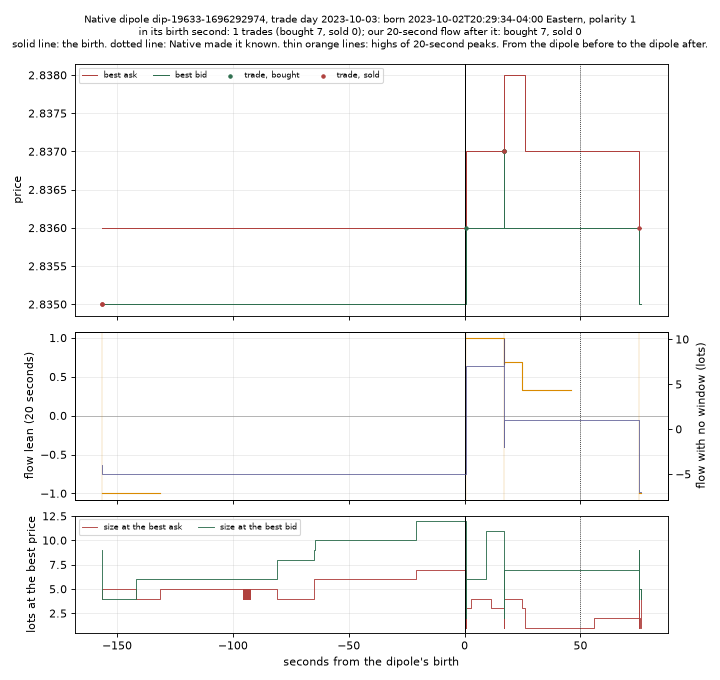 Native dipole dip-19633-1696292974, trade day 2023-10-03: born 2023-10-02T20:29:34-04:00 Eastern, polarity 1
in its birth second: 1 trades (bought 7, sold 0); our 20-second flow after it: bought 7, sold 0
solid line: the birth. dotted line: Native made it known. thin orange lines: highs of 20-second peaks. From the dipole before to the dipole after.
best ask
best bid
trade, bought
trade, sold
2.8380
2.8375
2.8370
2.8365
2.8360
2.8355
2.8350
price
1.0
0.5
0.0
−0.5
−1.0
flow lean (20 seconds)
10
5
0
−5
flow with no window (lots)
size at the best ask
size at the best bid
12.5
10.0
7.5
5.0
2.5
lots at the best price
−150
−100
−50
0
50
seconds from the dipole's birth